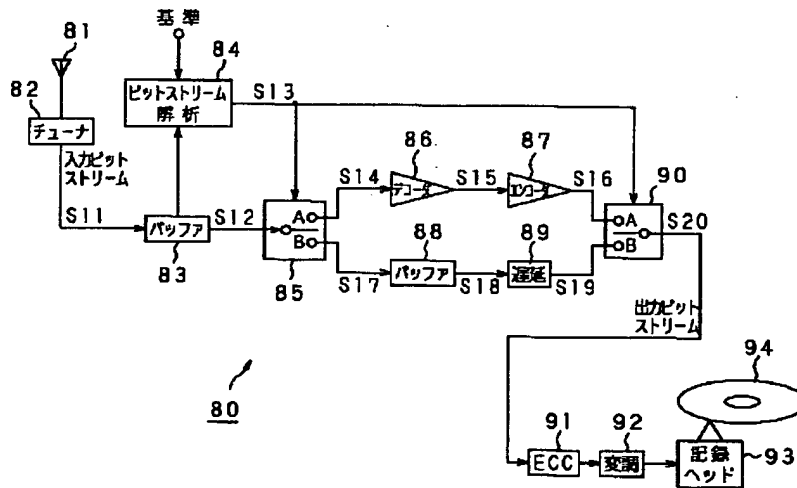 基準
81
84
82
ビットストリーム
解析
S13
チューナ
入力ビット
ストリーム
86
87
90
S14
デコーダ
S15
エンコーダ
S16
S11
バッファ
S12
A
B
A
B
S20
83
85
88
89
S17
バッファ
S18
遅延
S19
出力ビット
ストリーム
94
80
91
92
ECC
変調
記録
ヘッド
93